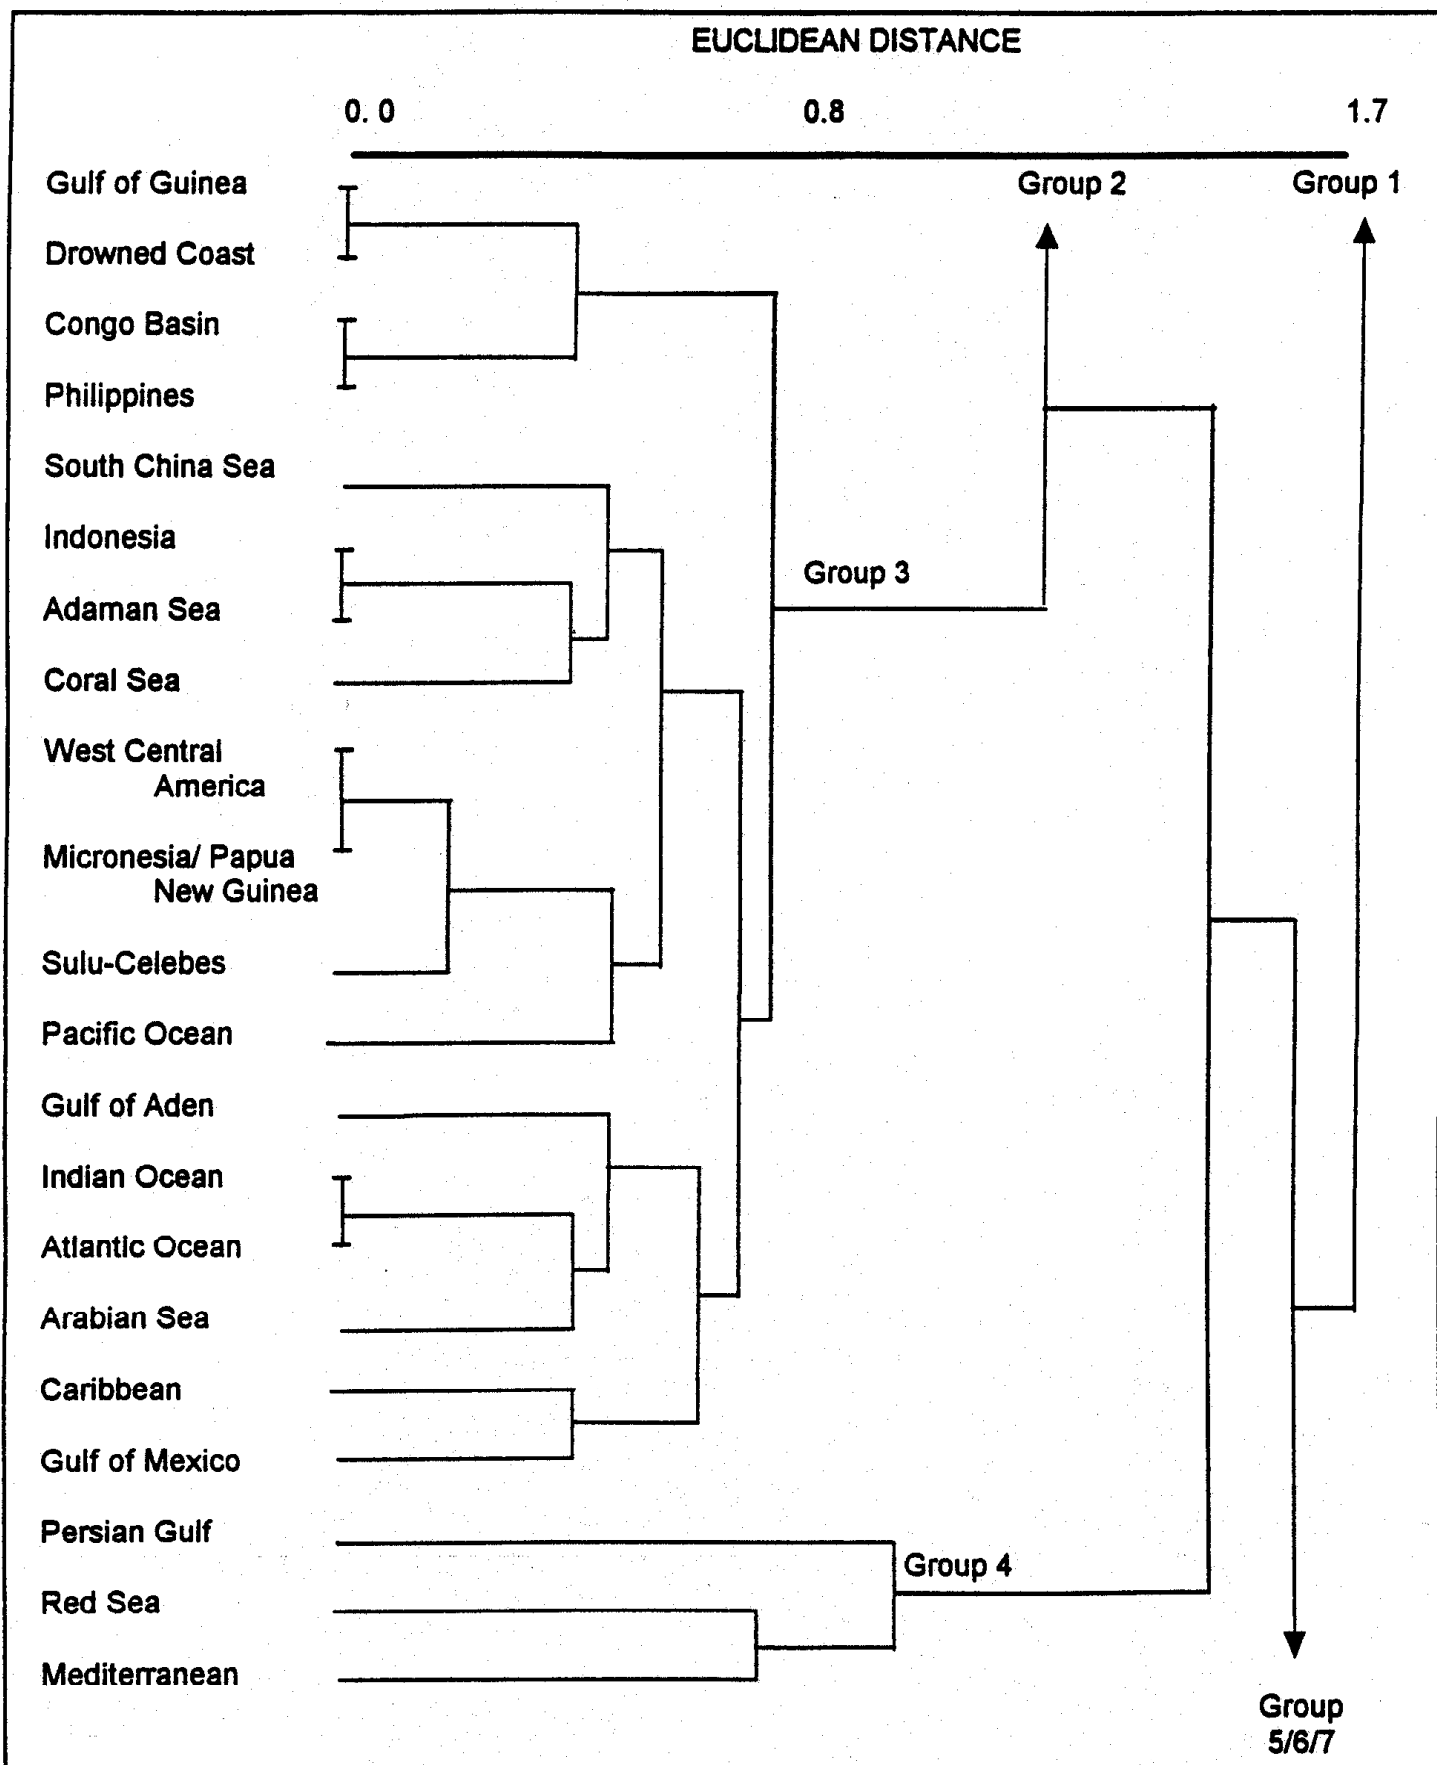 EUCLIDEAN DISTANCE
0. 0 0.8 1.7
Group 2 Group 1
Gulf of Guinea
Drowned Coast
Congo Basin
Philippines
South China Sea
Indonesia
Group 3
Adaman Sea
Coral Sea
West Central
America
Micronesia/ Papua
New Guinea
Sulu-Celebes
Pacific Ocean
Gulf of Aden
Indian Ocean
Atlantic Ocean
Arabian Sea
Caribbean
Gulf of Mexico
Persian Gulf
Group 4
Red Sea
Mediterranean
Group
5/6/7